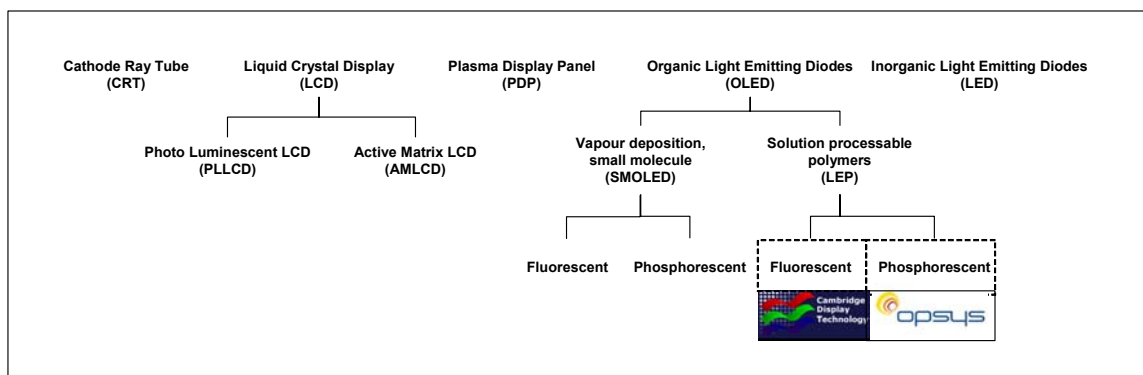 Cathode Ray Tube
(CRT)
Liquid Crystal Display
(LCD)
Plasma Display Panel
(PDP)
Organic Light Emitting Diodes
(OLED)
Inorganic Light Emitting Diodes
(LED)
Photo Luminescent LCD
(PLLCD)
Active Matrix LCD
(AMLCD)
Vapour deposition,
small molecule
(SMOLED)
Solution processable
polymers
(LEP)
Fluorescent
Phosphorescent
Fluorescent
Phosphorescent
Cambridge
Display
Technology
opsys